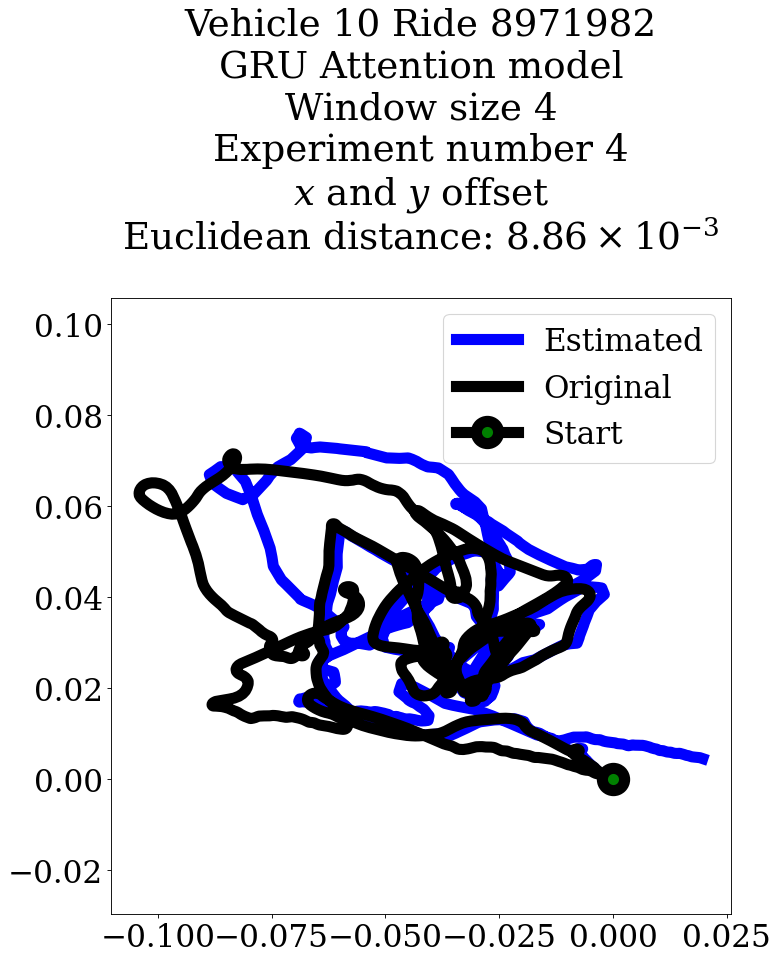 Vehicle 10 Ride 8971982
GRU Attention model
Window size 4
Experiment number 4
x and y offset
Euclidean distance: 8.86 × 10⁻³
Estimated
Original
Start
0.10
0.08
0.06
0.04
0.02
0.00
−0.02
−0.100 −0.075 −0.050 −0.025 0.000 0.025